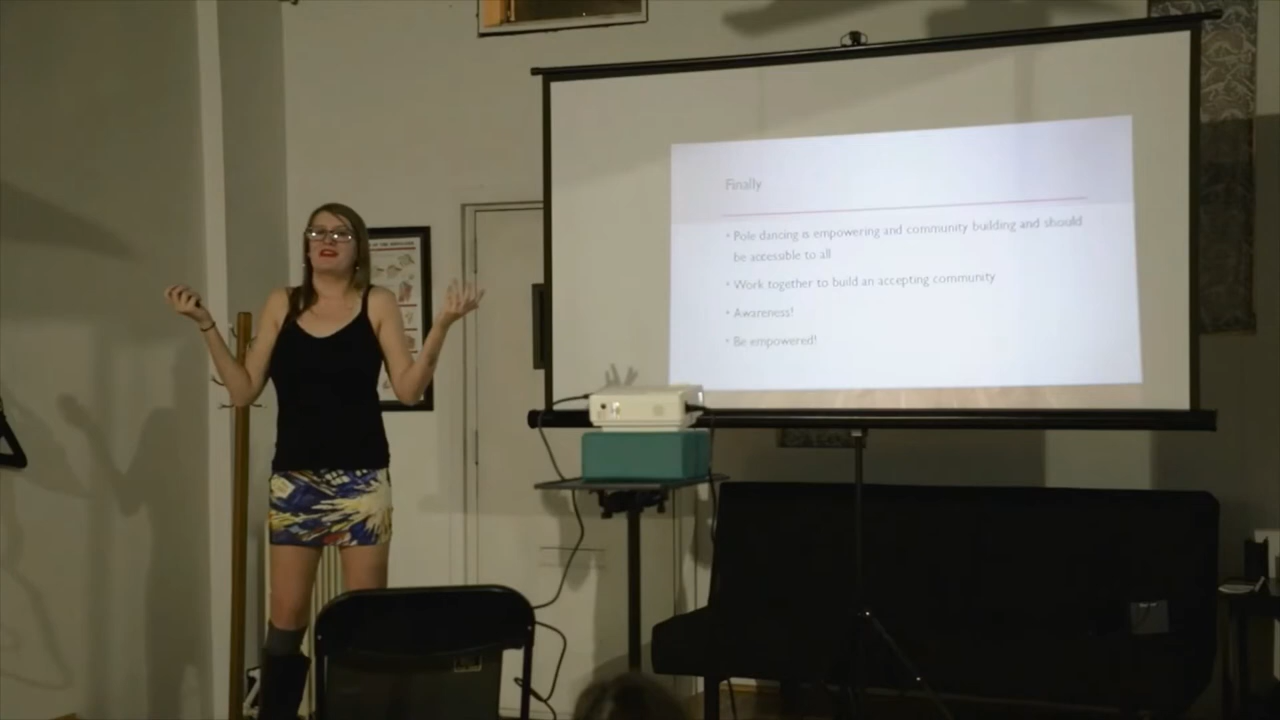 Finally
• Pole dancing is empowering and community building and should
be accessible to all
• Work together to build an accepting community
• Awareness!
• Be empowered!